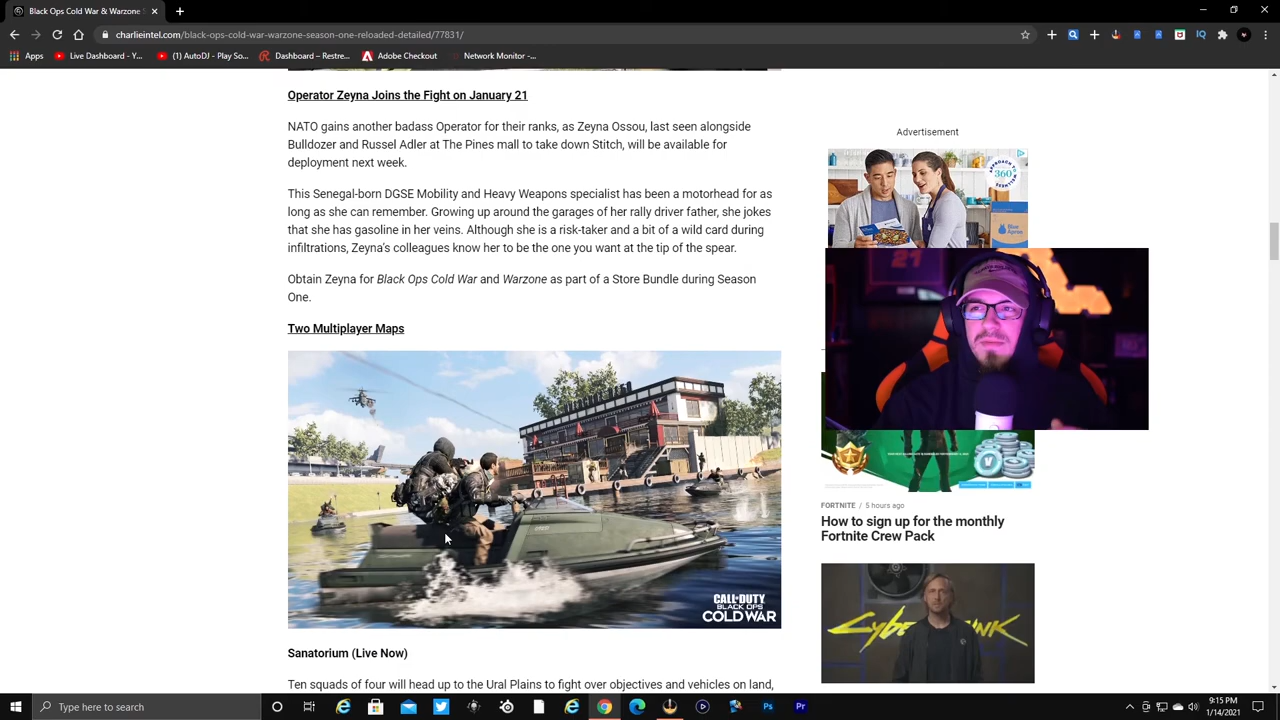 Black Ops
charlieintel.com/black-ops-cold-war-warzone-season-one-reloaded-detailed/77831/
Apps
Live Dashboard - Y...
(1) AutoDJ - Play So...
Dashboard – Restre...
Adobe Connect
Network Monitor -...
Operator Zeyna Joins the Fight on January 21
NATO gains another badass Operator for their ranks, as Zeyna Ossou, last seen alongside
Bulldozer and Russel Adler at The Pines mall to take down Stitch, will be available for
deployment next week.
This Senegal-born DGSE Mobility and Heavy Weapons specialist has been a motorhead for as
long as she can remember. Growing up around the garages of her rally driver father, she jokes
that she has gasoline in her veins. Although she is a risk-taker and a bit of a wild card during
infiltrations, Zeyna's colleagues know her to be the one you want at the tip of the spear.
Obtain Zeyna for Black Ops Cold War and Warzone as part of a Store Bundle during Season
One.
Two Multiplayer Maps
CALL OF DUTY
BLACK OPS
COLD WAR
Sanatorium (Live Now)
Ten squads of four will head up to the Ural Plains to fight over objectives and vehicles on land,
Advertisement
360°
Blue
Apron
21
FORTNITE / 5 hours ago
How to sign up for the monthly
Fortnite Crew Pack
Type here to search
9:15 PM
1/14/2021